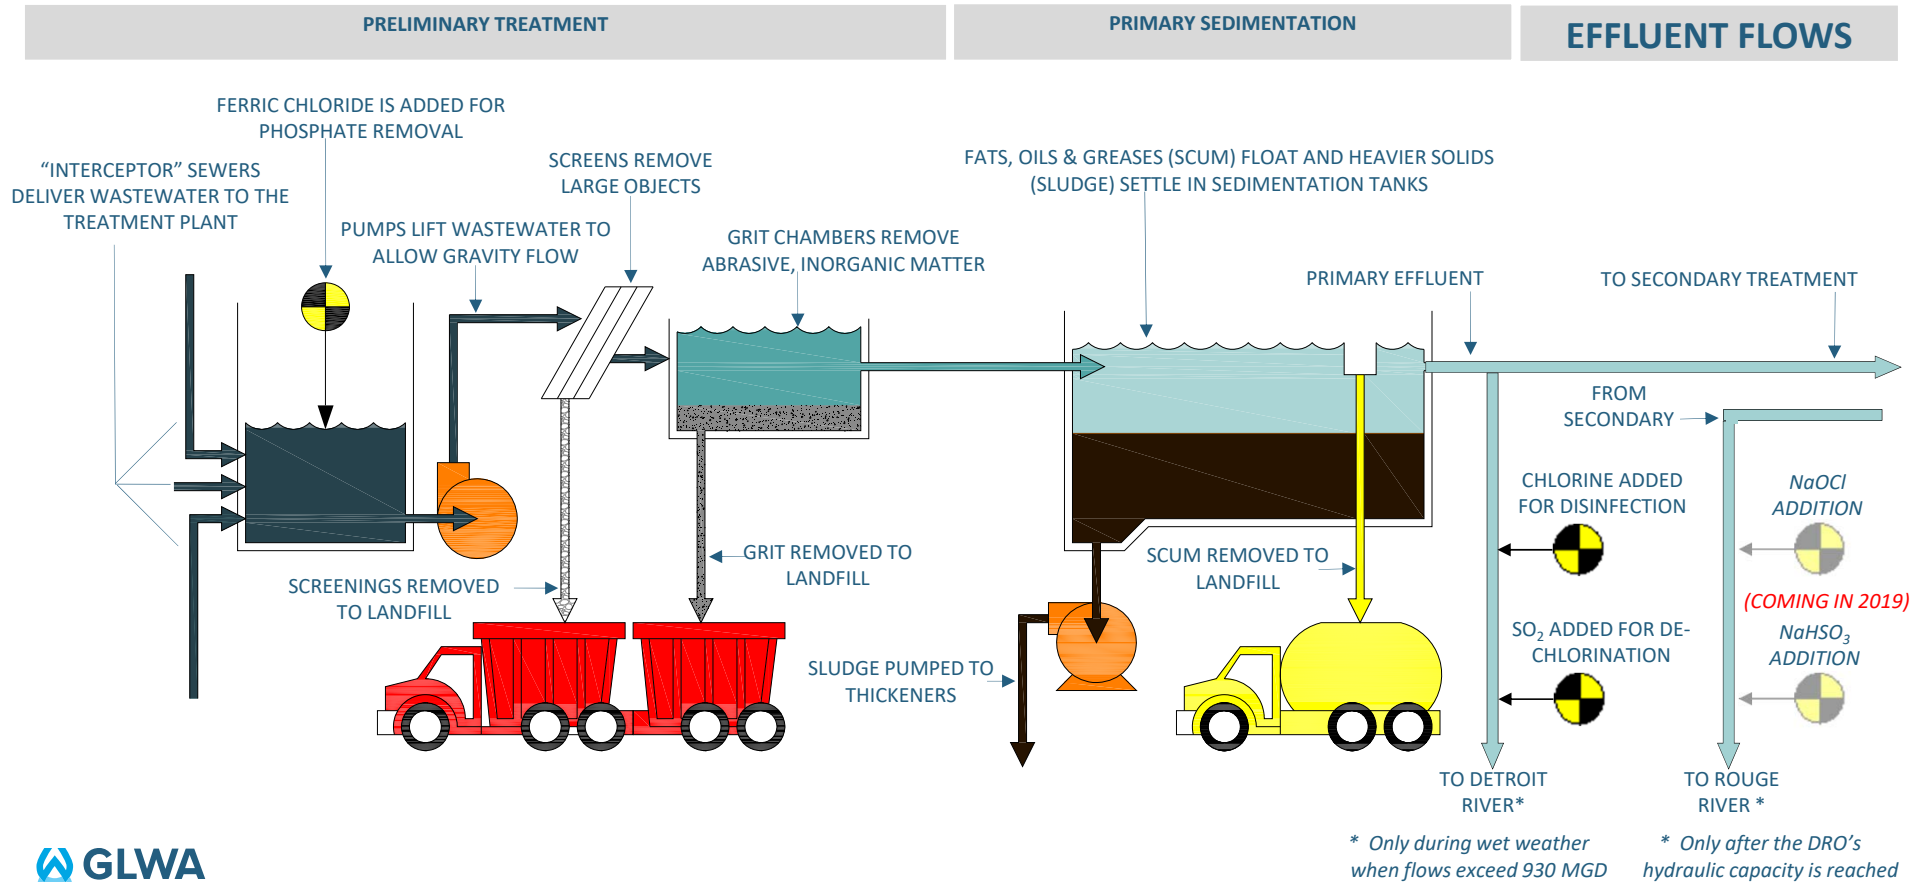 PRELIMINARY TREATMENT
PRIMARY SEDIMENTATION
EFFLUENT FLOWS
FERRIC CHLORIDE IS ADDED FOR
PHOSPHATE REMOVAL
“INTERCEPTOR” SEWERS
DELIVER WASTEWATER TO THE
TREATMENT PLANT
PUMPS LIFT WASTEWATER TO
ALLOW GRAVITY FLOW
SCREENS REMOVE
LARGE OBJECTS
GRIT CHAMBERS REMOVE
ABRASIVE, INORGANIC MATTER
FATS, OILS & GREASES (SCUM) FLOAT AND HEAVIER SOLIDS
(SLUDGE) SETTLE IN SEDIMENTATION TANKS
PRIMARY EFFLUENT
TO SECONDARY TREATMENT
FROM
SECONDARY
CHLORINE ADDED
FOR DISINFECTION
NaOCl
ADDITION
(COMING IN 2019)
SO₂ ADDED FOR DE-
CHLORINATION
NaHSO₃
ADDITION
SCREENINGS REMOVED
TO LANDFILL
GRIT REMOVED TO
LANDFILL
SLUDGE PUMPED TO
THICKENERS
SCUM REMOVED TO
LANDFILL
TO DETROIT
RIVER*
TO ROUGE
RIVER *
* Only during wet weather
when flows exceed 930 MGD
* Only after the DRO’s
hydraulic capacity is reached
GLWA